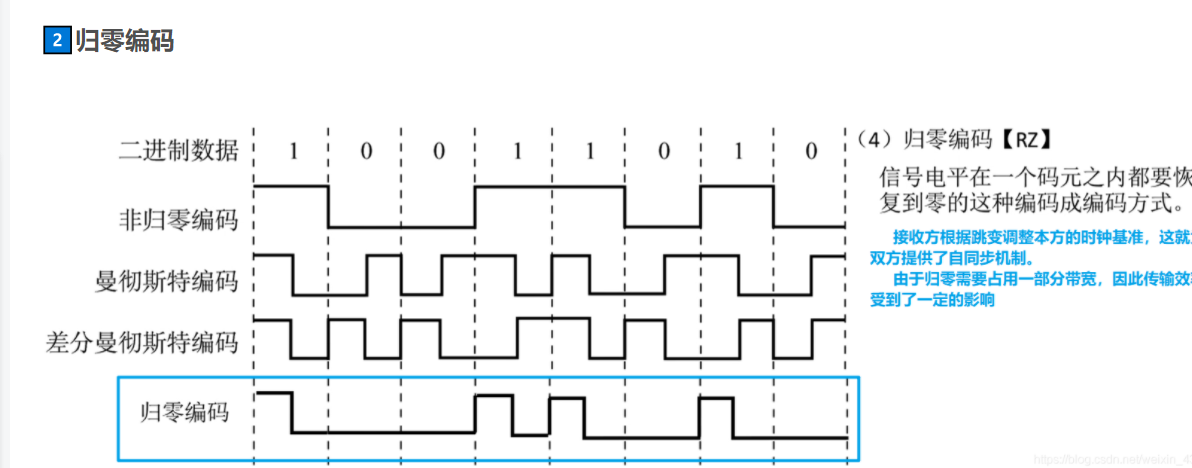 2 归零编码
二进制数据 1 0 0 1 1 0 1 0
(4)归零编码【RZ】
信号电平在一个码元之内都要恢
复到零的这种编码成编码方式。
接收方根据跳变调整本方的时钟基准，这就
双方提供了自同步机制。
由于归零需要占用一部分带宽，因此传输效
受到了一定的影响
非归零编码
曼彻斯特编码
差分曼彻斯特编码
归零编码
https://blog.csdn.net/weixin_4